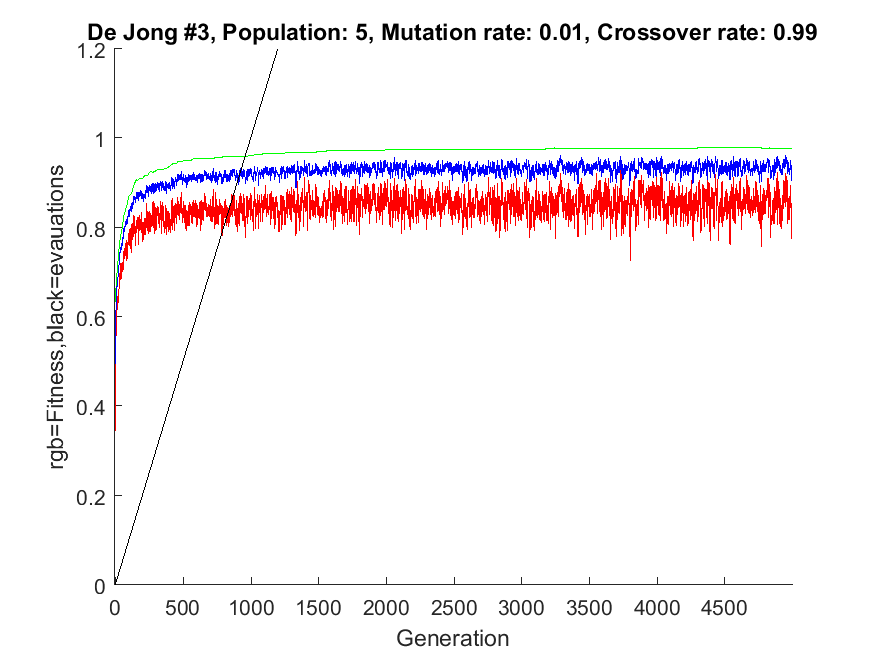 De Jong #3, Population: 5, Mutation rate: 0.01, Crossover rate: 0.99
1.2
1
0.8
0.6
0.4
0.2
0
rgb=Fitness,black=evauations
0 500 1000 1500 2000 2500 3000 3500 4000 4500
Generation